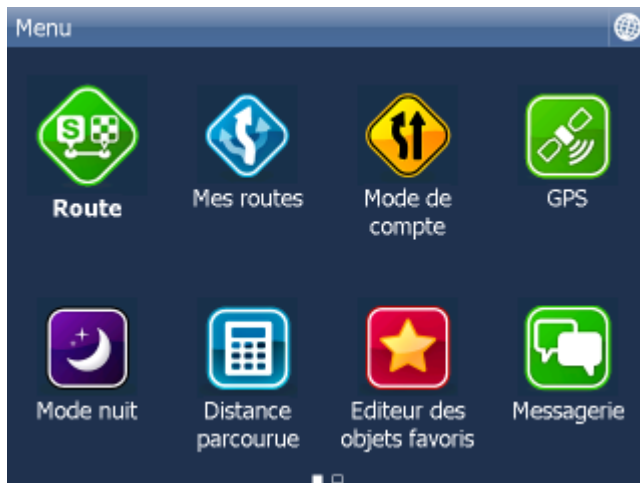 Menu
S
Route
Mes routes
Mode de
compte
GPS
Mode nuit
Distance
parcourue
Editeur des
objets favoris
Messagerie